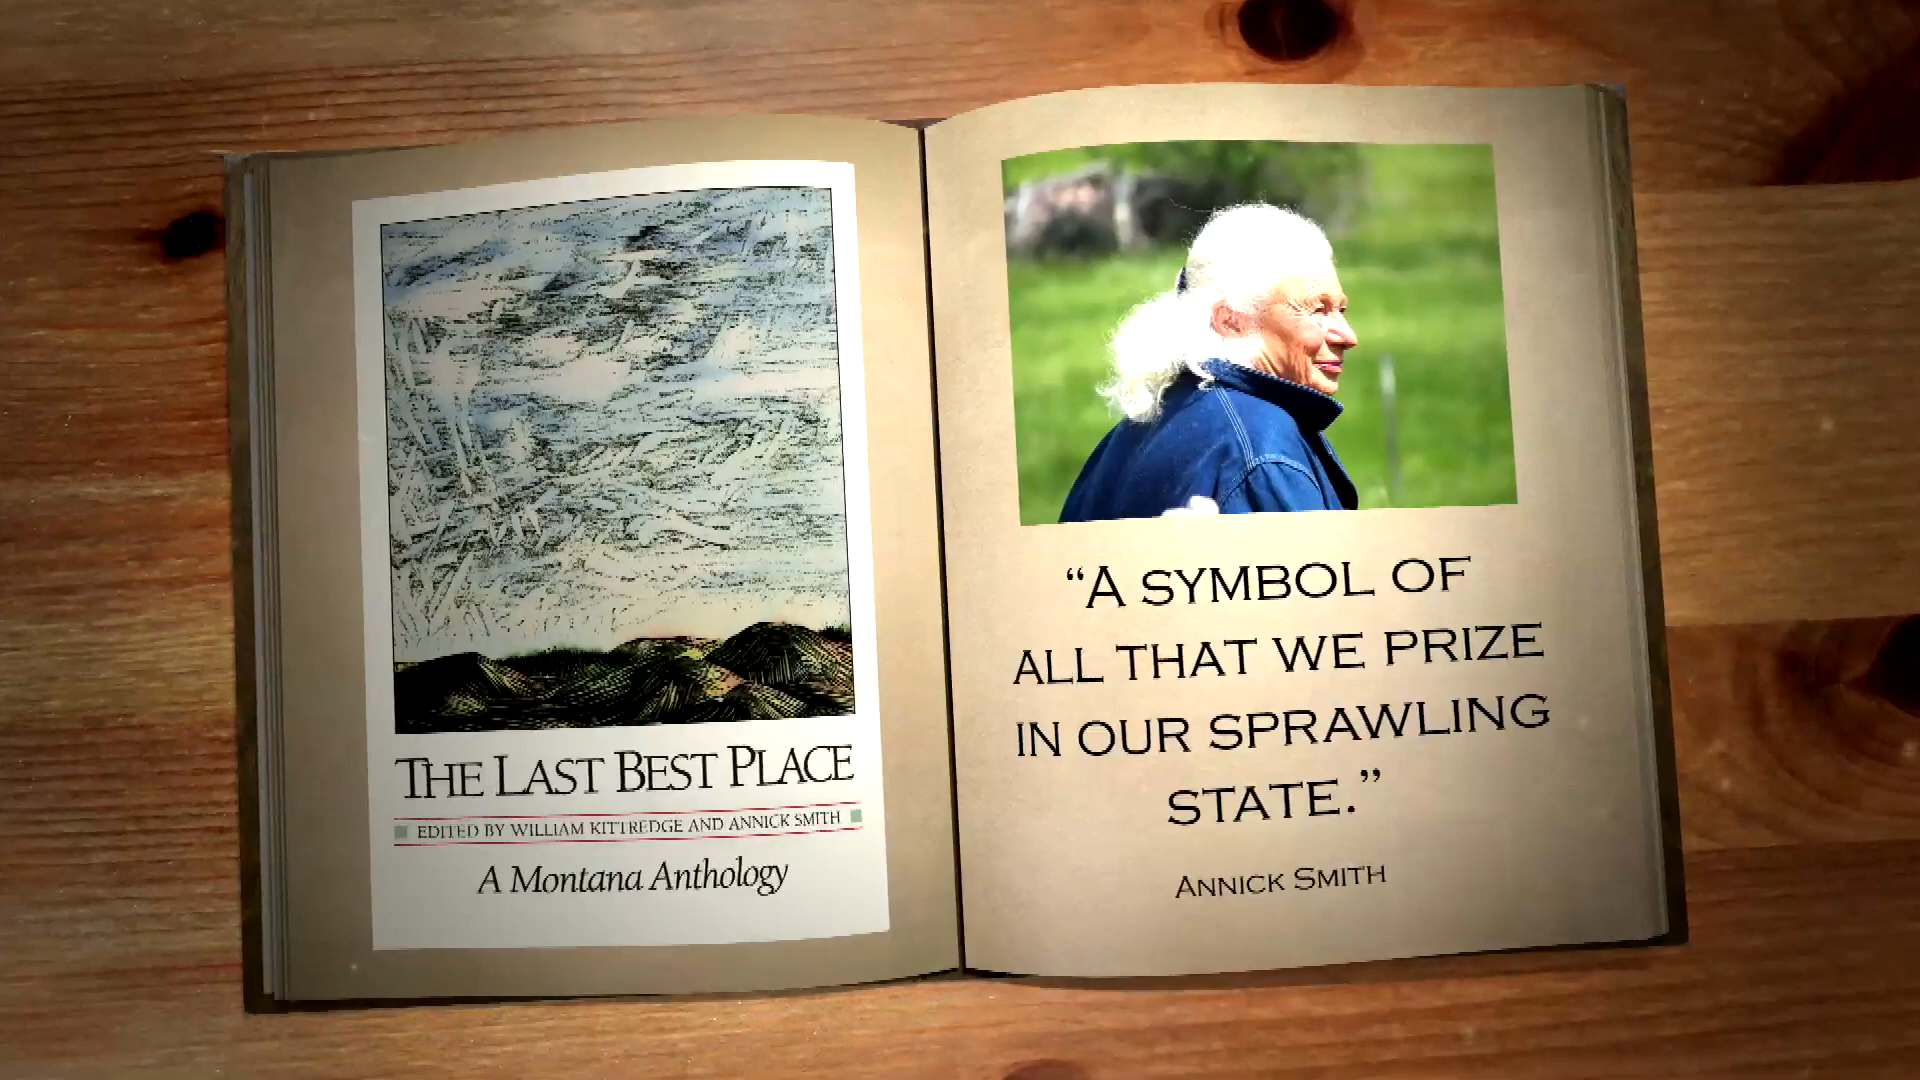 THE LAST BEST PLACE
EDITED BY WILLIAM KITTREDGE AND ANNICK SMITH
A Montana Anthology
“A SYMBOL OF
ALL THAT WE PRIZE
IN OUR SPRAWLING
STATE.”
ANNICK SMITH